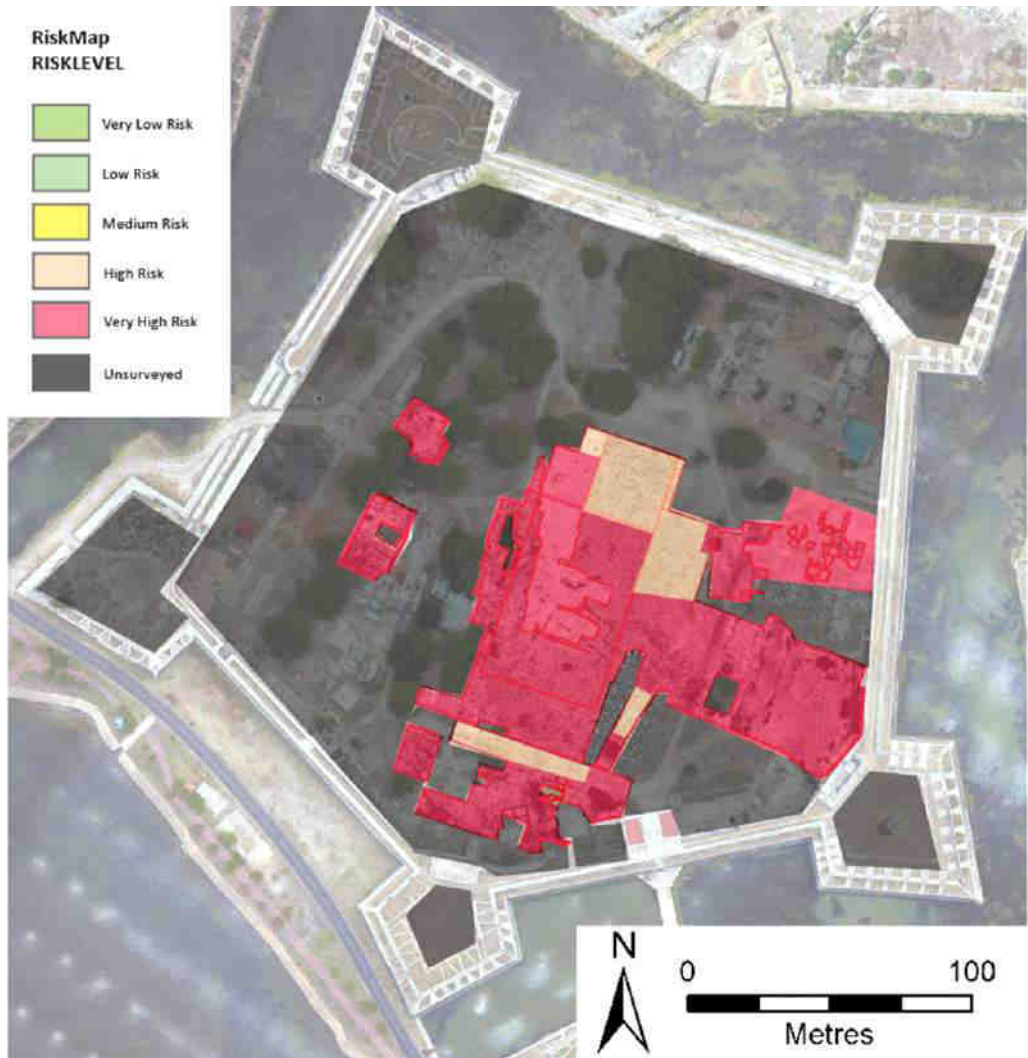 RiskMap
RISKLEVEL
Very Low Risk
Low Risk
Medium Risk
High Risk
Very High Risk
Unsurveyed
N
0 100
Metres